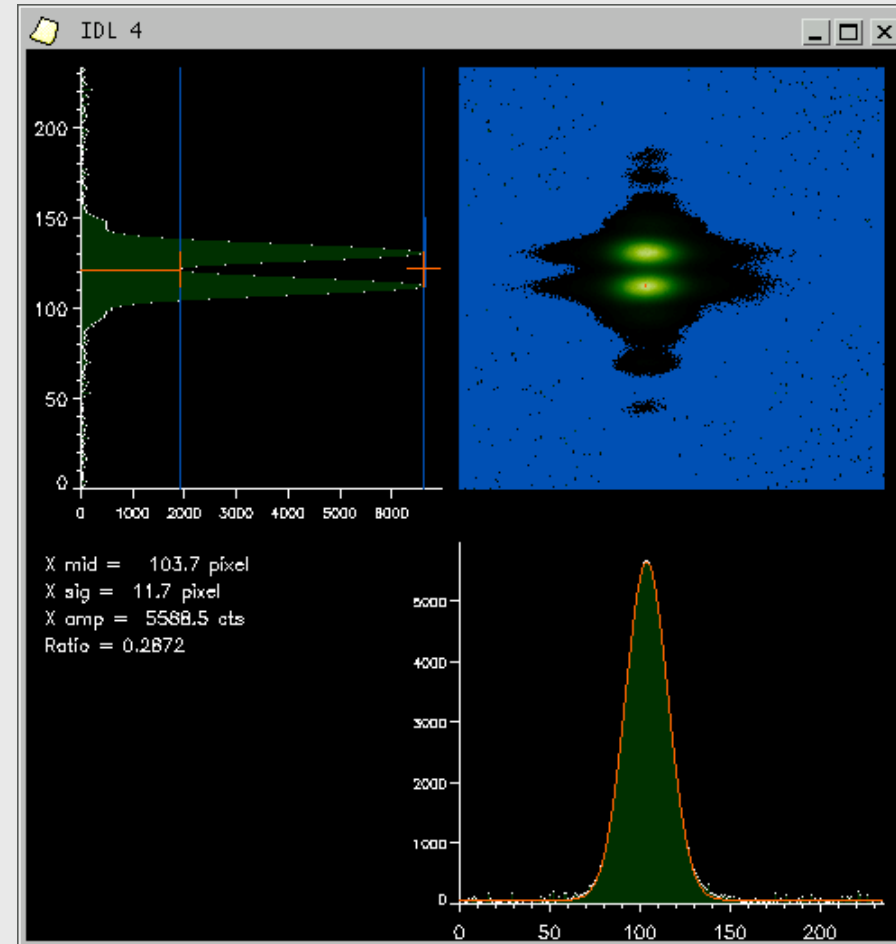 IDL 4
200
150
100
50
0
0 1000 2000 3000 4000 5000 6000
X mid = 103.7 pixel
X sig = 11.7 pixel
X amp = 5588.5 cts
Ratio = 0.2872
5000
4000
3000
2000
1000
0
0 50 100 150 200